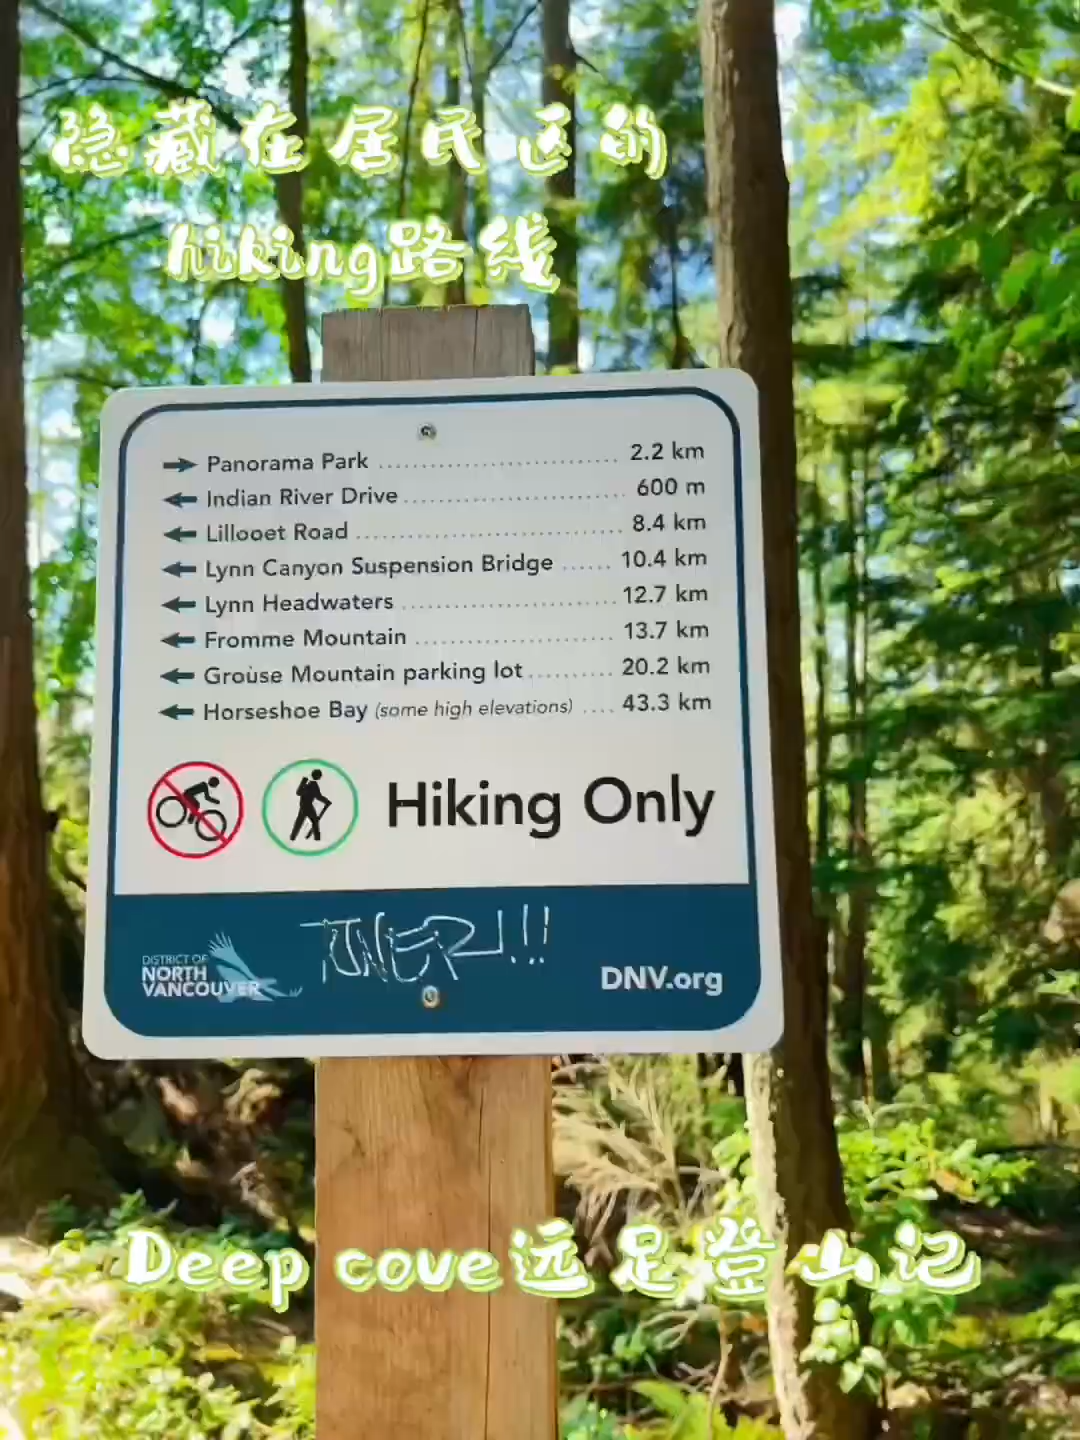 隐藏在居民区的
hiking路线
Panorama Park 2.2 km
Indian River Drive 600 m
Lillooet Road 8.4 km
Lynn Canyon Suspension Bridge 10.4 km
Lynn Headwaters 12.7 km
Fromme Mountain 13.7 km
Grouse Mountain parking lot 20.2 km
Horseshoe Bay (some high elevations) 43.3 km
Hiking Only
DISTRICT OF
NORTH
VANCOUVER
DNV.org
Deep cove远足登山记